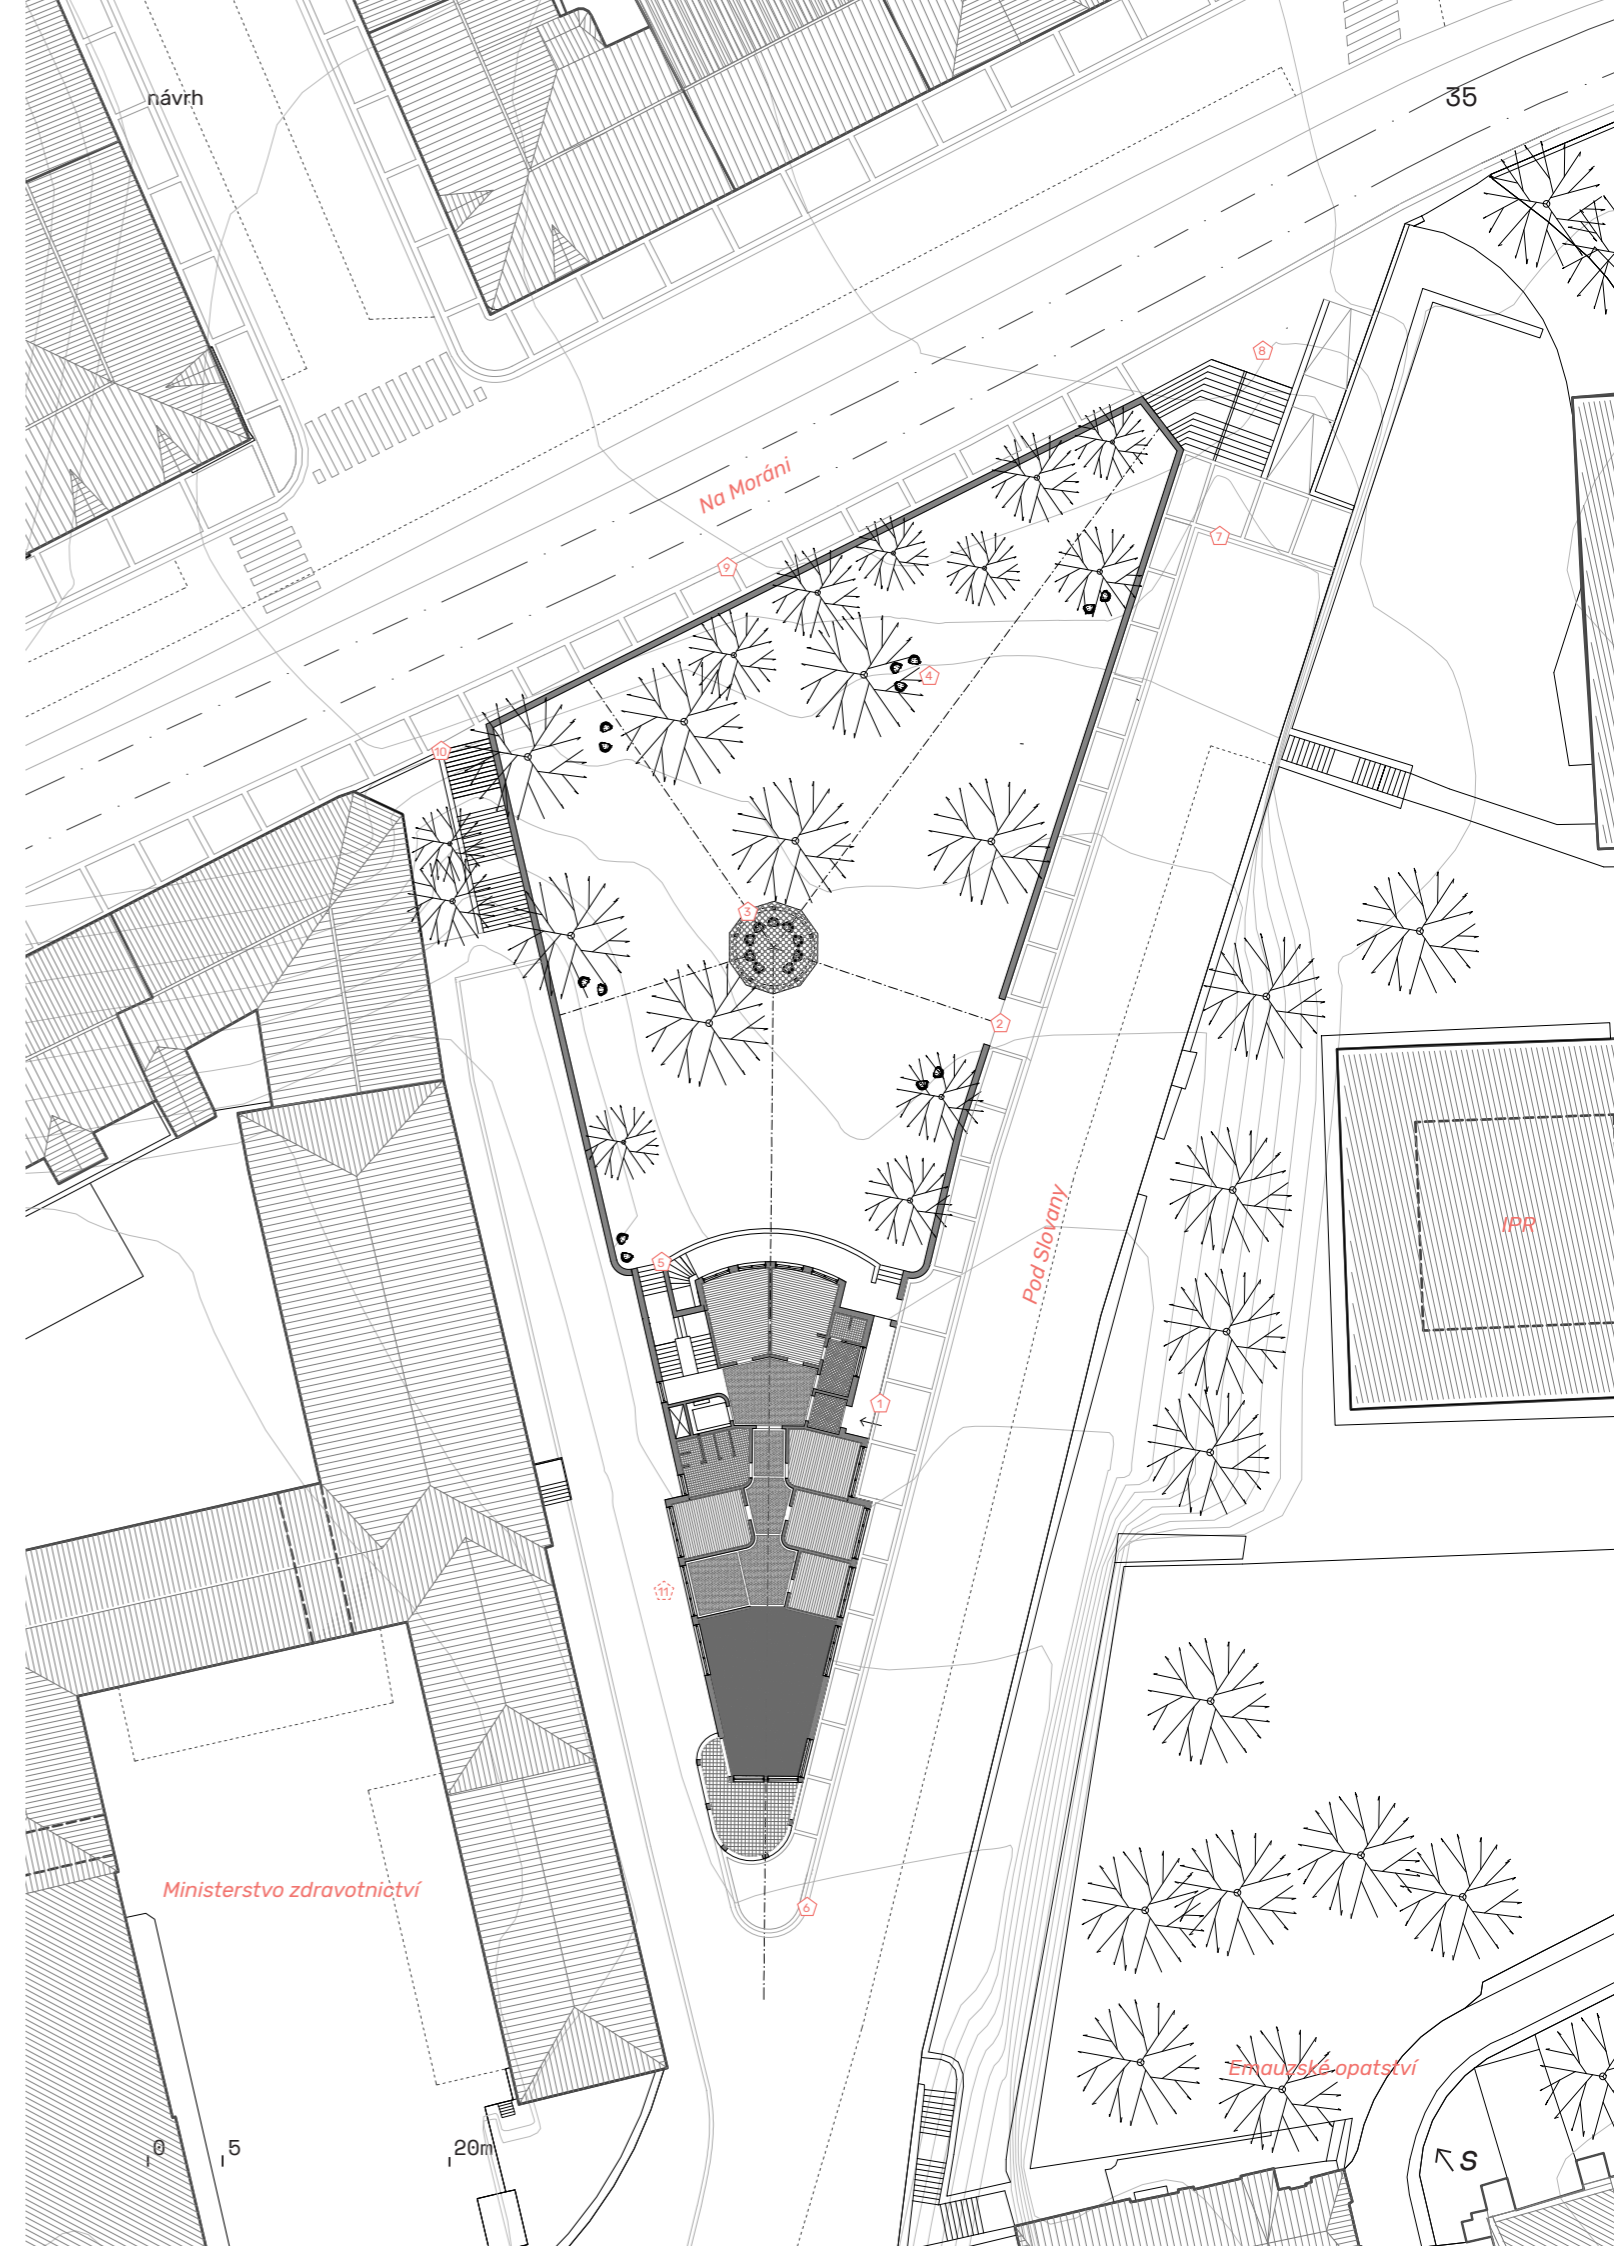 návrh
35
8
Na Moráni
7
9
4
10
3
2
Pod Slovany
IPR
5
1
11
Ministerstvo zdravotnictví
6
Emauzské opatství
0
5
20m
S